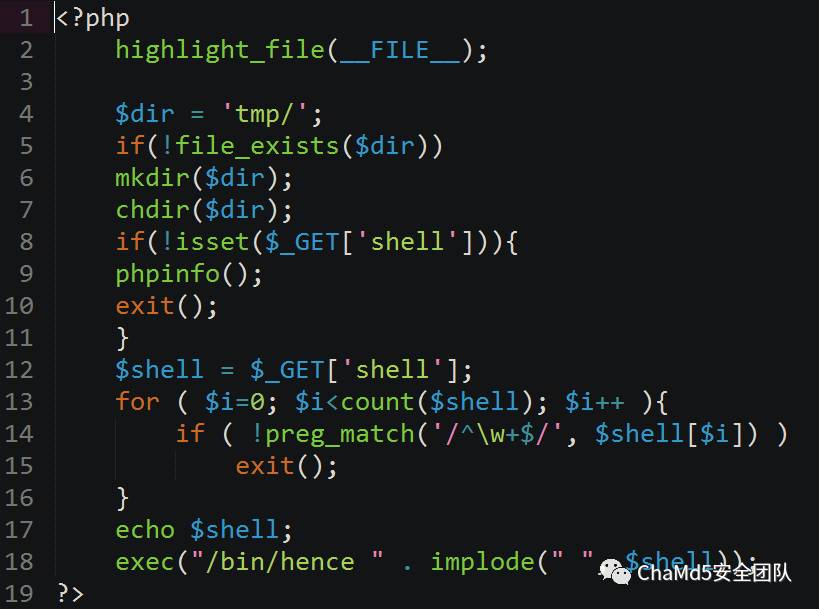 1 <?php
2 highlight_file(__FILE__);
3
4 $dir = 'tmp/';
5 if(!file_exists($dir))
6 mkdir($dir);
7 chdir($dir);
8 if(!isset($_GET['shell'])){
9 phpinfo();
10 exit();
11 }
12 $shell = $_GET['shell'];
13 for ( $i=0; $i<count($shell); $i++ ){
14 if ( !preg_match('/^\w+$/', $shell[$i]) )
15 exit();
16 }
17 echo $shell;
18 exec("/bin/hence " . implode(" ", $shell));
19 ?>
ChaMd5安全团队